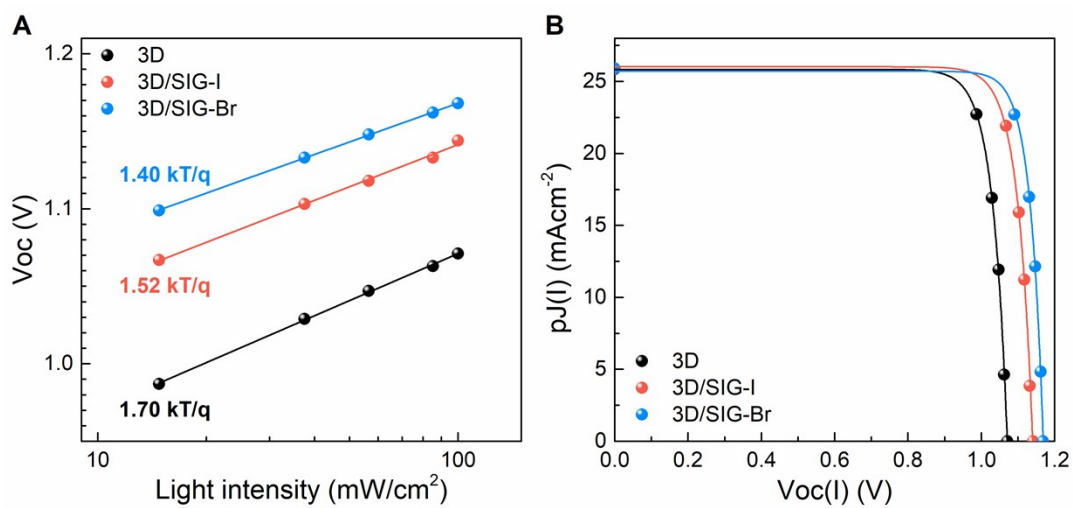 A
3D
3D/SIG-I
3D/SIG-Br
1.40 kT/q
1.52 kT/q
1.70 kT/q
1.2
1.1
1.0
Voc (V)
10
100
Light intensity (mW/cm²)
B
25
20
15
10
5
0
pJ(I) (mAcm⁻²)
3D
3D/SIG-I
3D/SIG-Br
0.0
0.2
0.4
0.6
0.8
1.0
1.2
Voc(I) (V)